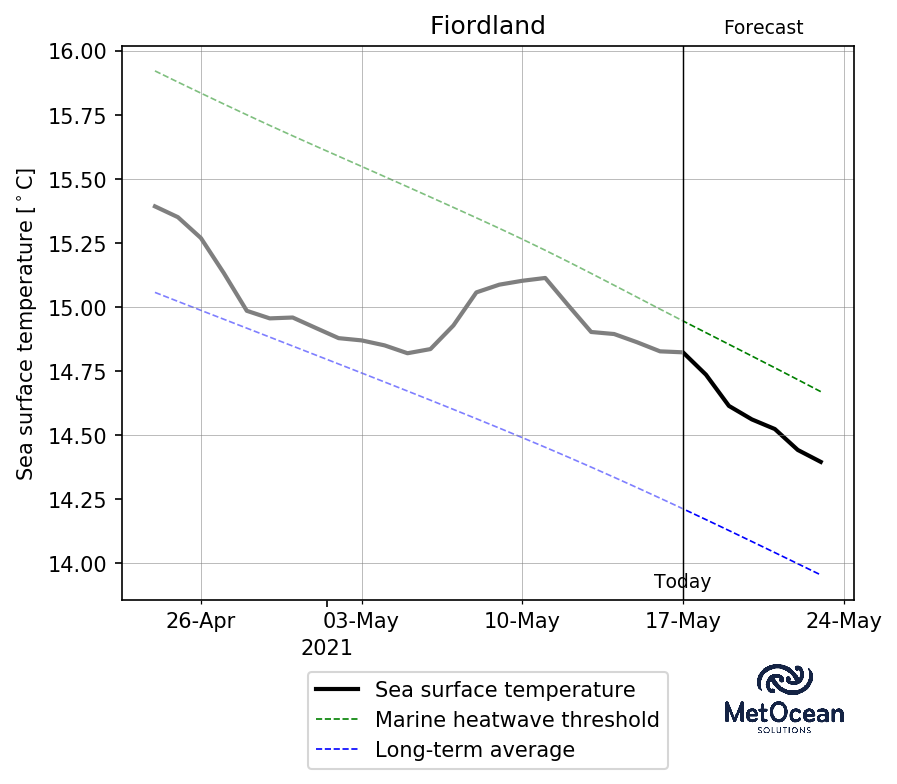 Fiordland
Forecast
Sea surface temperature [°C]
16.00
15.75
15.50
15.25
15.00
14.75
14.50
14.25
14.00
Today
26-Apr 03-May 10-May 17-May 24-May
2021
Sea surface temperature
Marine heatwave threshold
Long-term average
MetOcean
SOLUTIONS